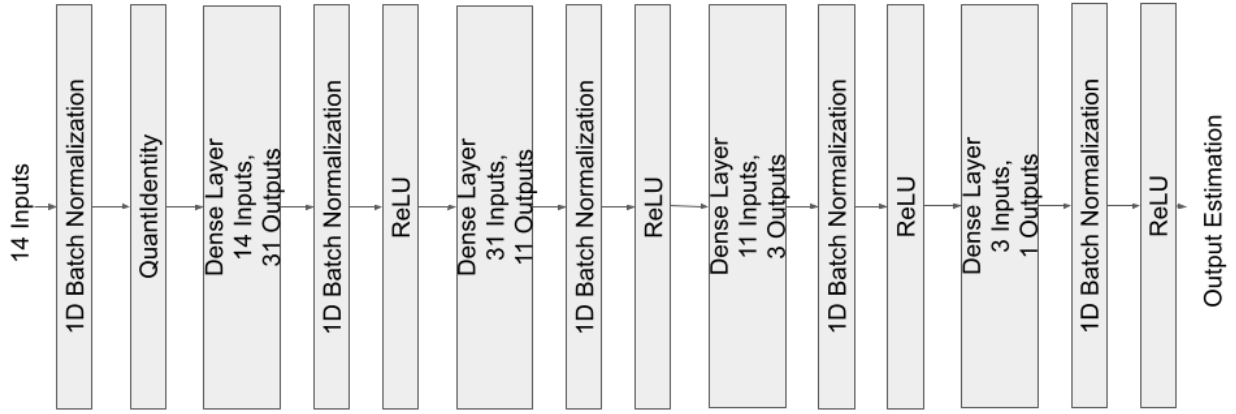 14 Inputs
1D Batch Normalization
QuantIdentity
Dense Layer
14 Inputs,
31 Outputs
1D Batch Normalization
ReLU
Dense Layer
31 Inputs,
11 Outputs
1D Batch Normalization
ReLU
Dense Layer
11 Inputs,
3 Outputs
1D Batch Normalization
ReLU
Dense Layer
3 Inputs,
1 Outputs
1D Batch Normalization
ReLU
Output Estimation